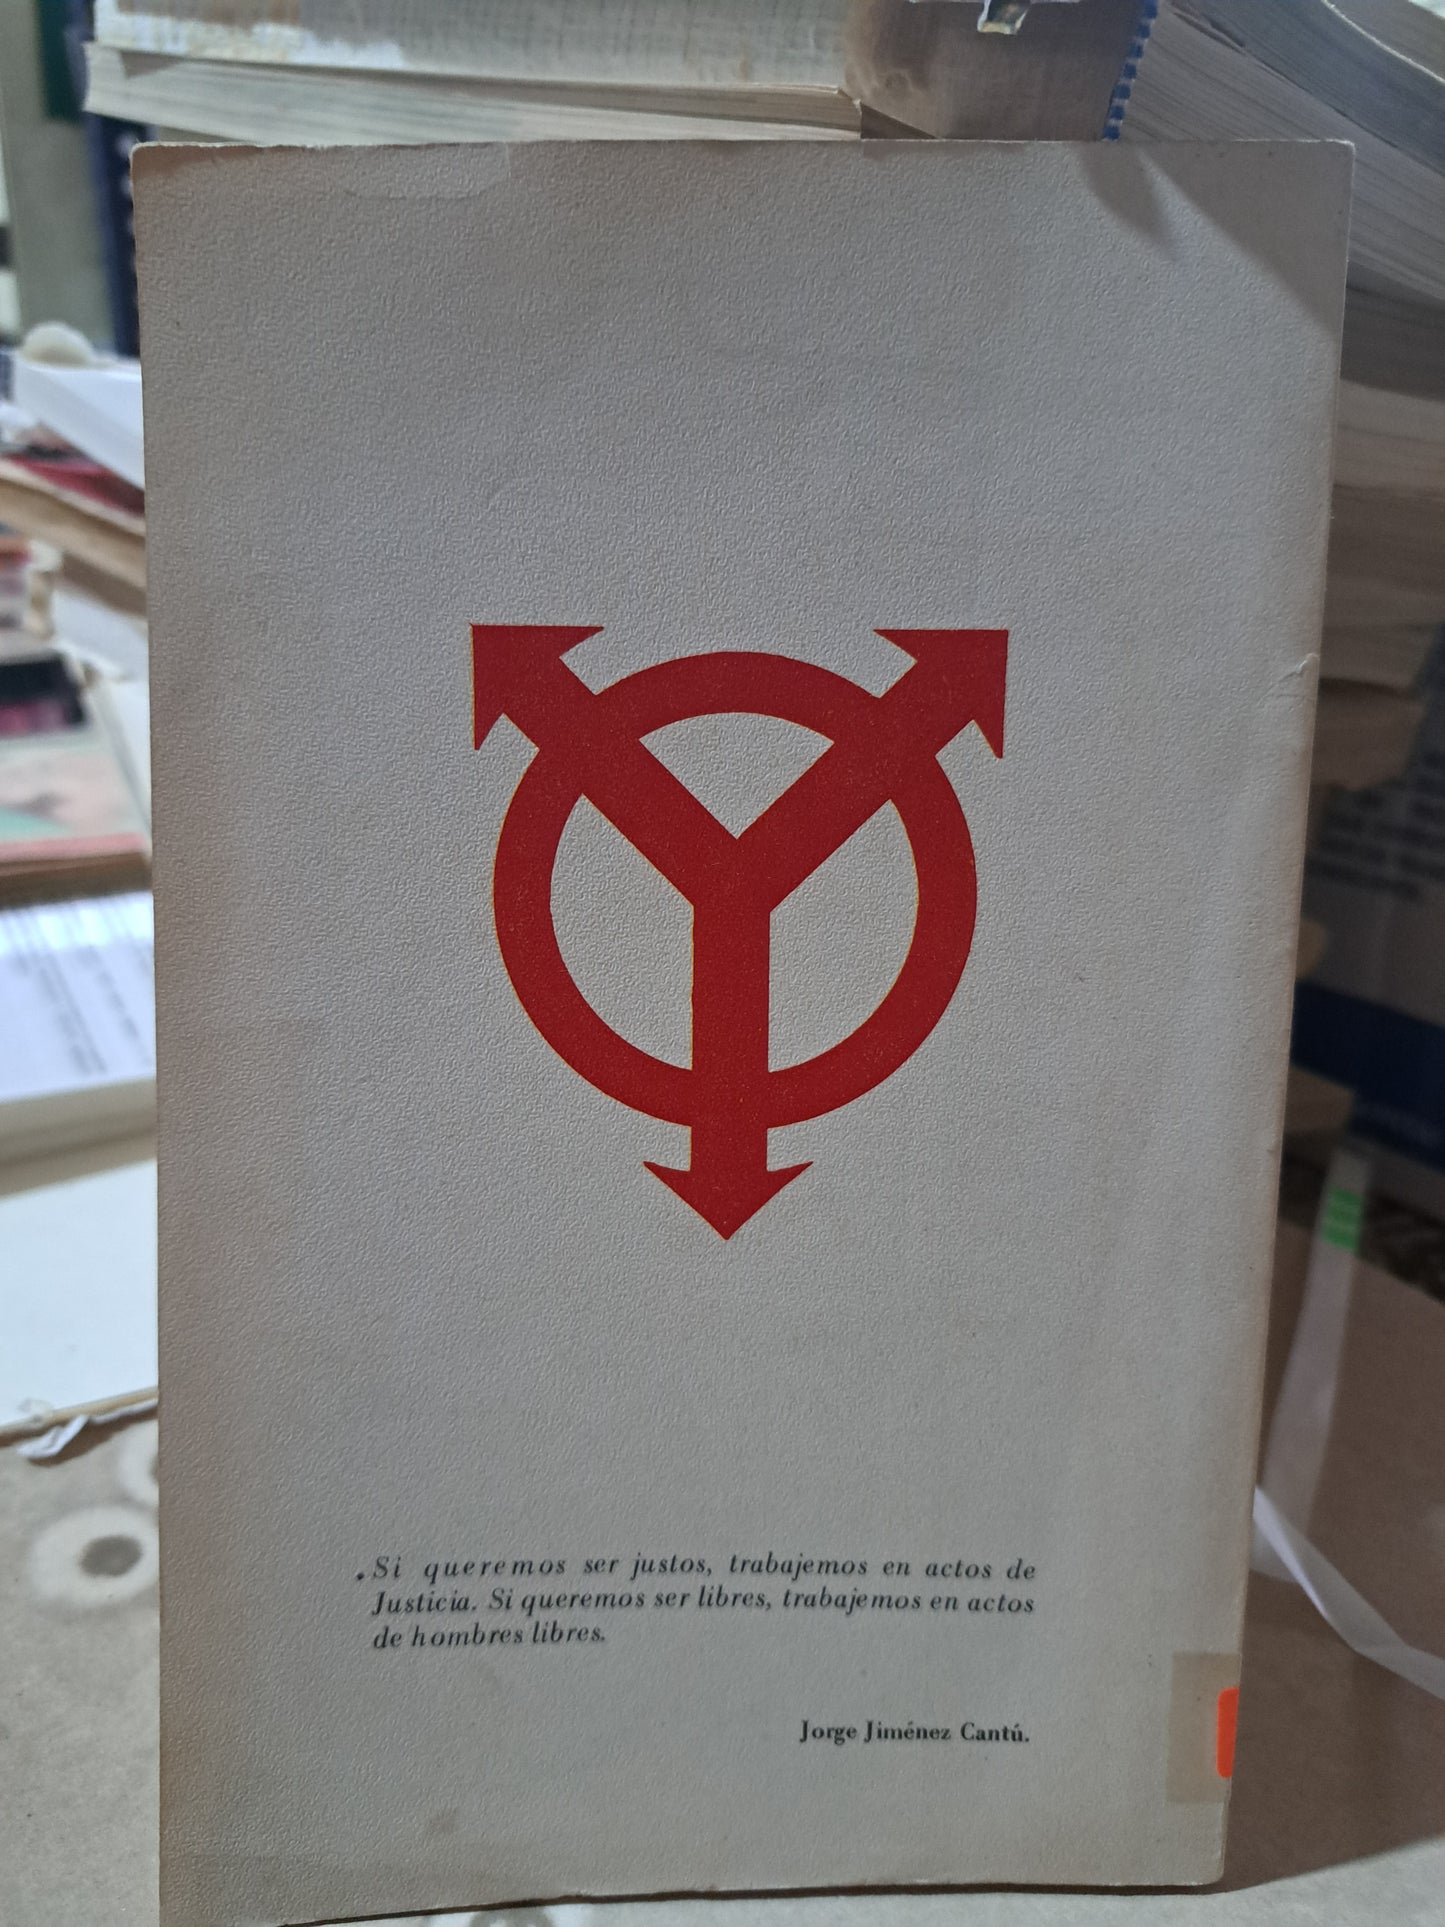 Si queremos ser justos, trabajemos en actos de
Justicia. Si queremos ser libres, trabajemos en actos
de hombres libres.
Jorge Jiménez Cantú.